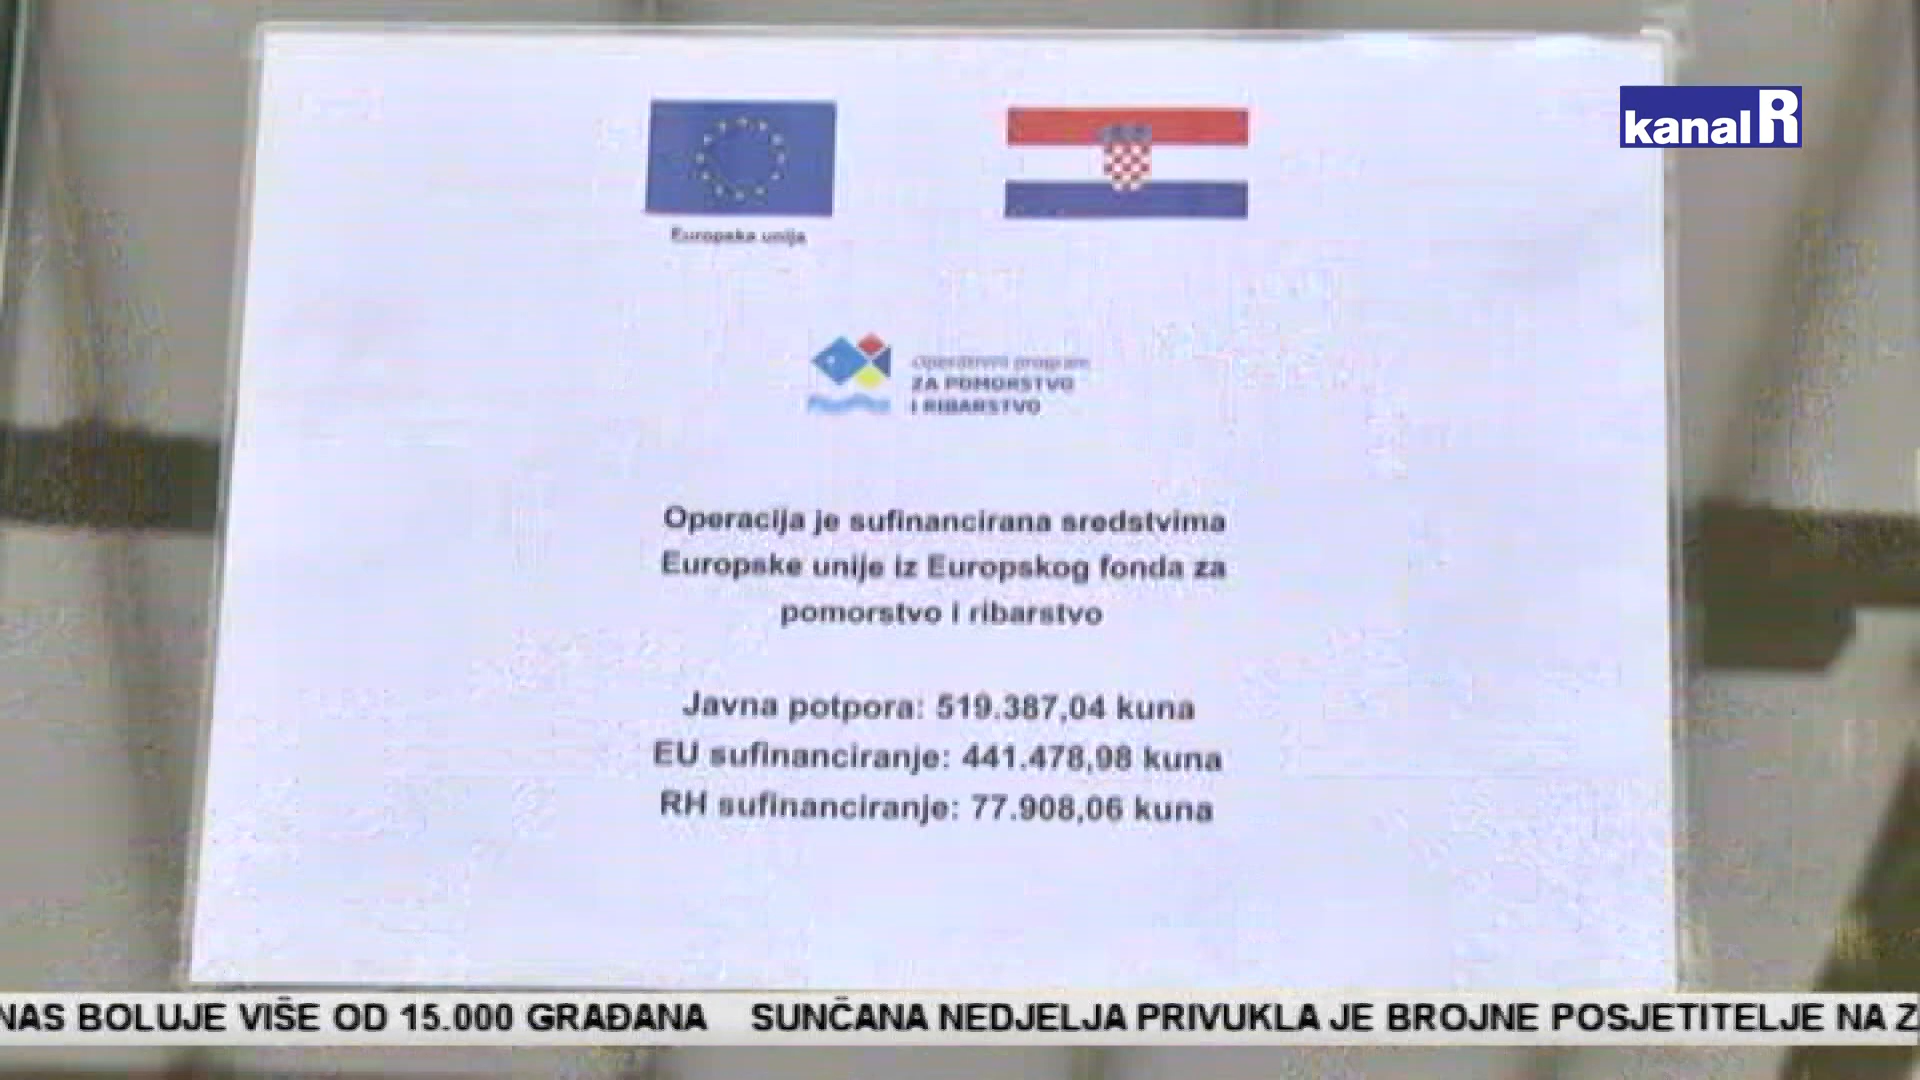 kanal R
Europska unija
Operativni program
ZA POMORSTVO
I RIBARSTVO
Operacija je sufinancirana sredstvima
Europske unije iz Europskog fonda za
pomorstvo i ribarstvo
Javna potpora: 519.387,04 kuna
EU sufinanciranje: 441.478,98 kuna
RH sufinanciranje: 77.908,06 kuna
NAS BOLUJE VIŠE OD 15.000 GRAĐANA SUNČANA NEDJELJA PRIVUKLA JE BROJNE POSJETITELJE NA Z